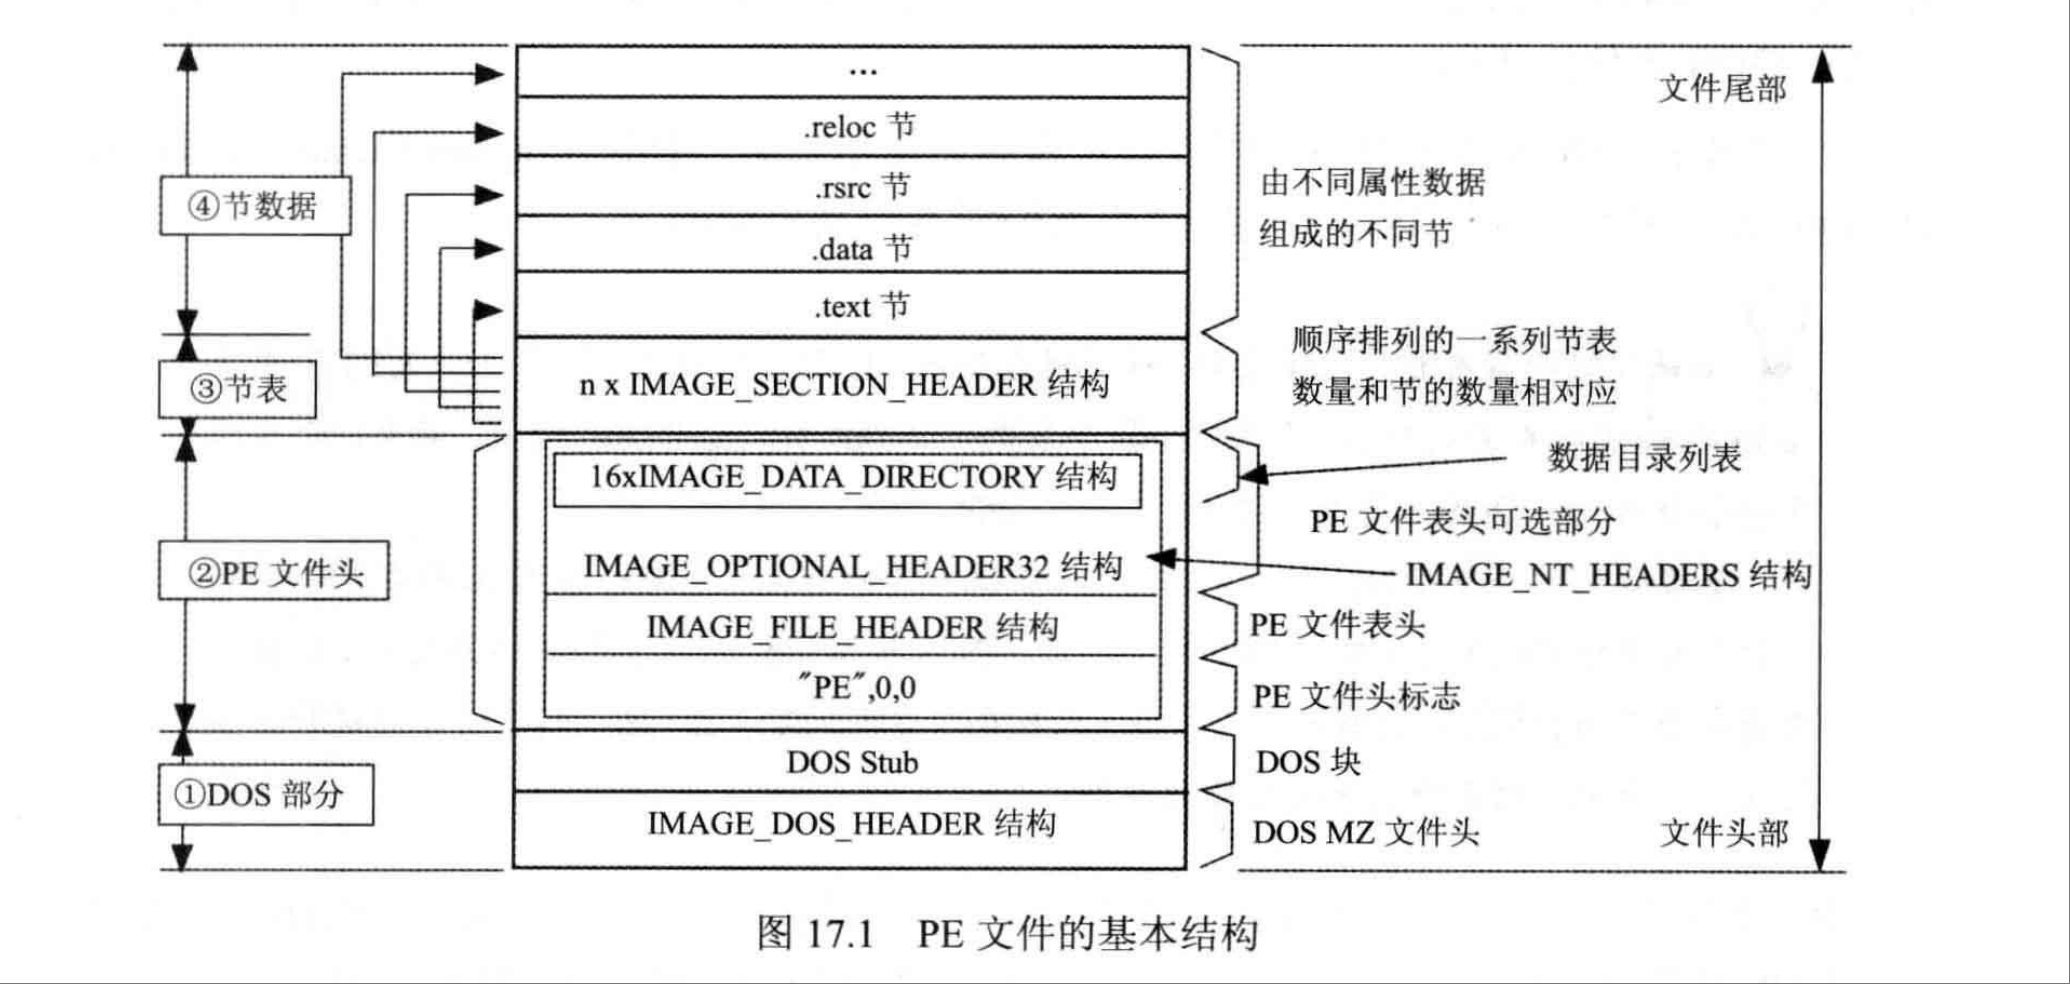 文件尾部
…
.reloc 节
④节数据
.rsrc 节
由不同属性数据
组成的不同节
.data 节
.text 节
顺序排列的一系列节表
③节表
n x IMAGE_SECTION_HEADER 结构
数量和节的数量相对应
16xIMAGE_DATA_DIRECTORY 结构
数据目录列表
PE 文件表头可选部分
②PE 文件头
IMAGE_OPTIONAL_HEADER32 结构
IMAGE_NT_HEADERS 结构
IMAGE_FILE_HEADER 结构
PE 文件表头
″PE″,0,0
PE 文件头标志
DOS Stub
DOS 块
①DOS 部分
IMAGE_DOS_HEADER 结构
DOS MZ 文件头
文件头部
图 17.1 PE 文件的基本结构